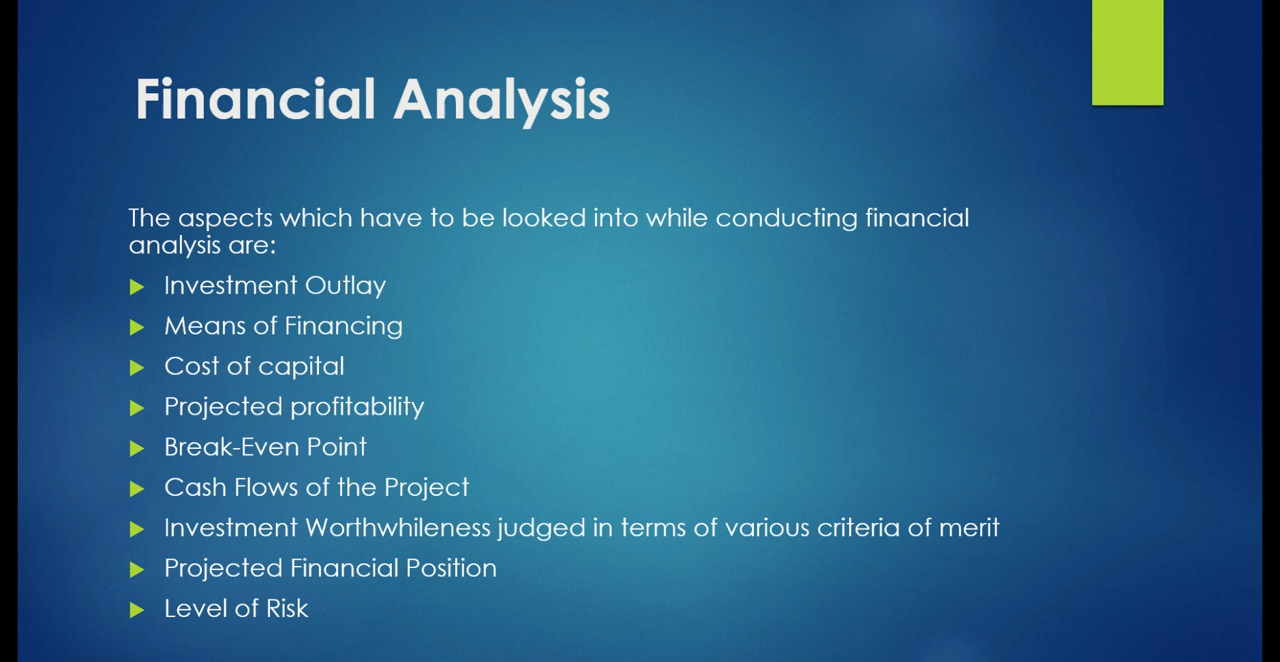 Financial Analysis
The aspects which have to be looked into while conducting financial
analysis are:
Investment Outlay
Means of Financing
Cost of capital
Projected profitability
Break-Even Point
Cash Flows of the Project
Investment Worthwhileness judged in terms of various criteria of merit
Projected Financial Position
Level of Risk